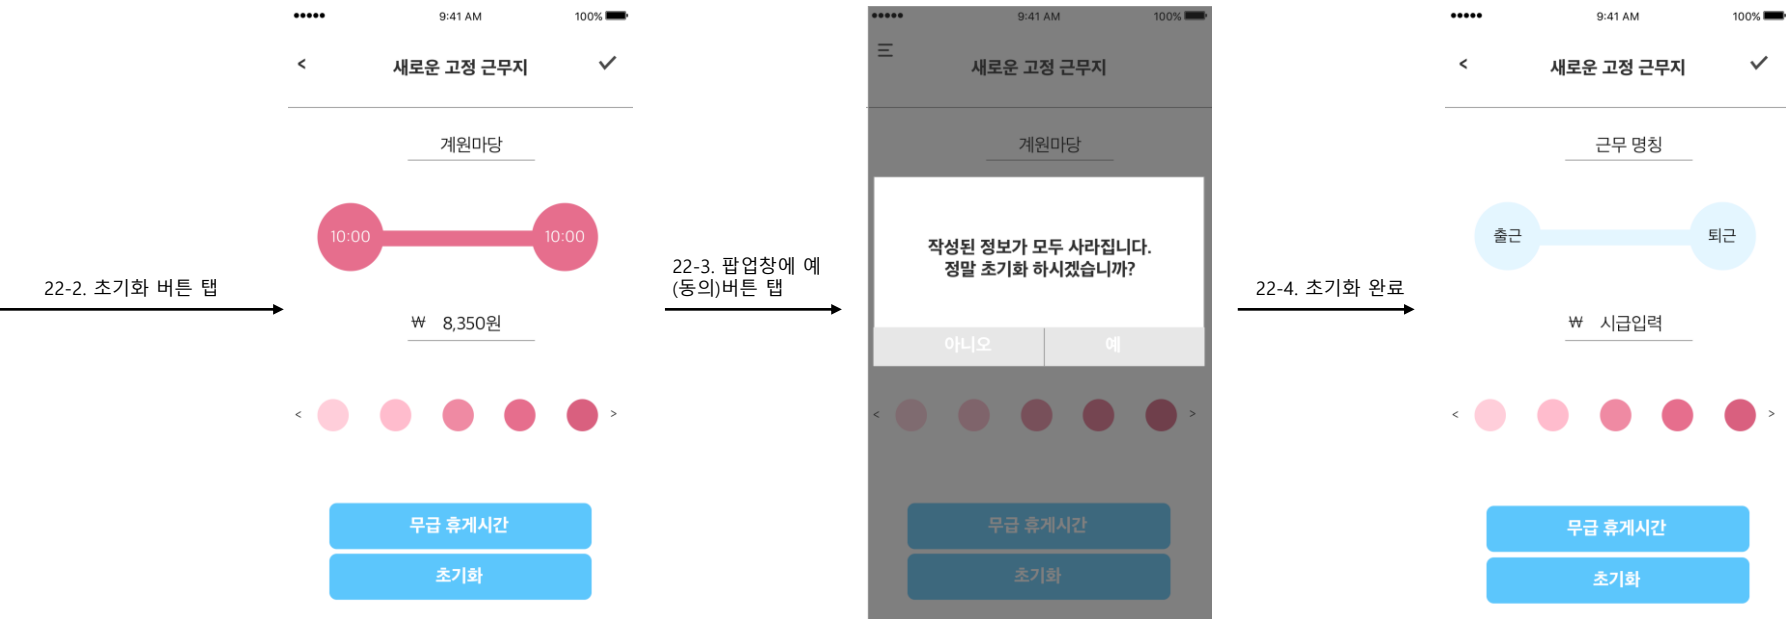 22-2. 초기화 버튼 탭
9:41 AM
100%
<
새로운 고정 근무지
계원마당
10:00
10:00
₩ 8,350원
<
>
무급 휴게시간
초기화
22-3. 팝업창에 예
(동의)버튼 탭
9:41 AM
100%
새로운 고정 근무지
계원마당
작성된 정보가 모두 사라집니다.
정말 초기화 하시겠습니까?
아니오
예
<
>
무급 휴게시간
초기화
22-4. 초기화 완료
9:41 AM
100%
<
새로운 고정 근무지
근무 명칭
출근
퇴근
₩ 시급입력
<
>
무급 휴게시간
초기화